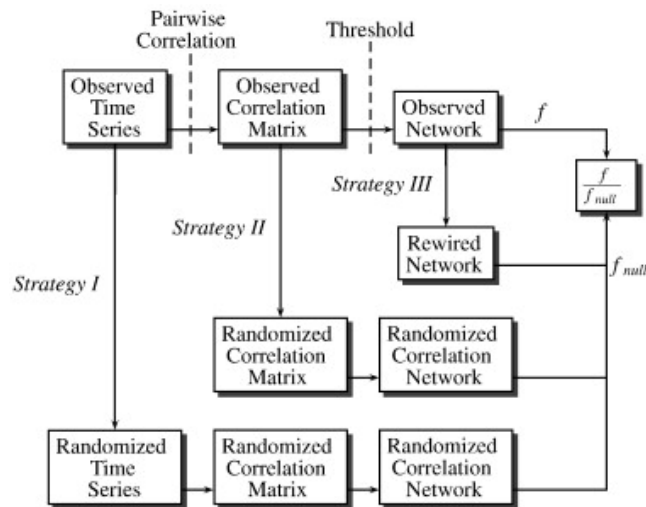 Pairwise
Correlation
Threshold
Observed
Time
Series
Observed
Correlation
Matrix
Observed
Network
f
f
f null
Strategy III
Strategy II
Strategy I
Rewired
Network
f null
Randomized
Correlation
Matrix
Randomized
Correlation
Network
Randomized
Time
Series
Randomized
Correlation
Matrix
Randomized
Correlation
Network